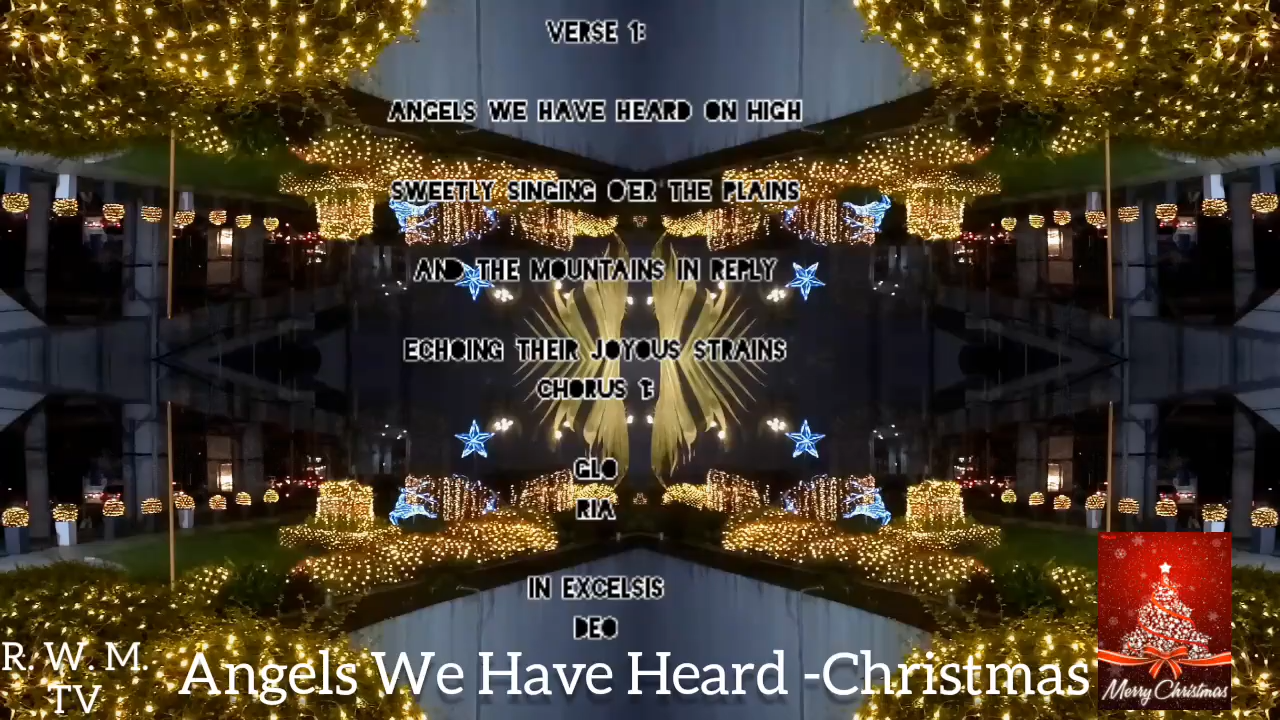 VERSE 1:
ANGELS WE HAVE HEARD ON HIGH
SWEETLY SINGING O'ER THE PLAINS
AND THE MOUNTAINS IN REPLY
ECHOING THEIR JOYOUS STRAINS
CHORUS 1:
GLO
RIA
IN EXCELSIS
DEO
R. W. M.
TV
Angels We Have Heard -Christmas
Merry Christmas